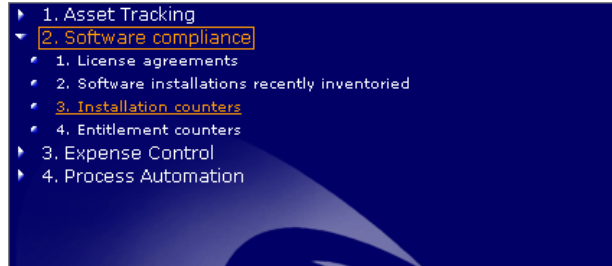 1. Asset Tracking
2. Software compliance
1. License agreements
2. Software installations recently inventoried
3. Installation counters
4. Entitlement counters
3. Expense Control
4. Process Automation